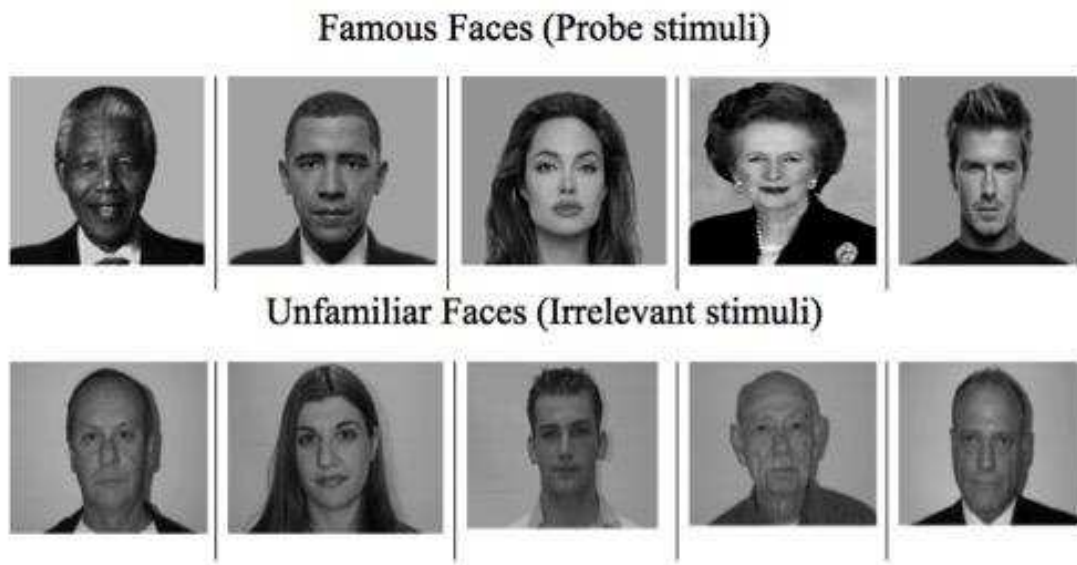 Famous Faces (Probe stimuli)
Unfamiliar Faces (Irrelevant stimuli)